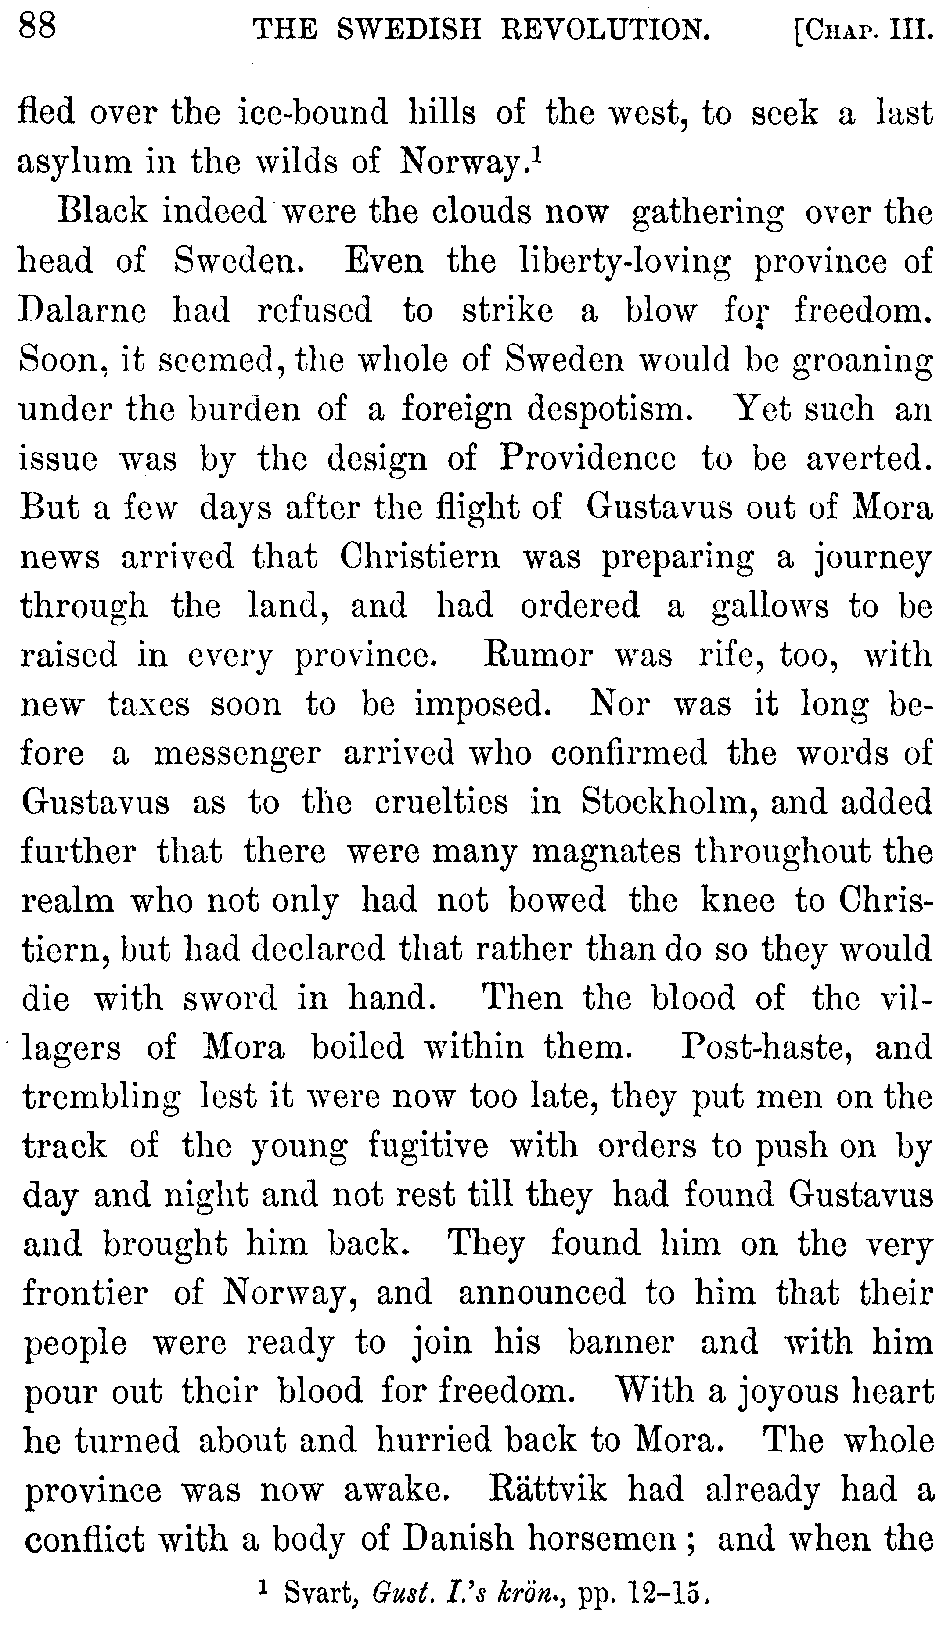 88 THE SWEDISH REVOLUTION. [CHAP. III.
fled over the ice-bound hills of the west, to seek a last
asylum in the wilds of Norway.¹
Black indeed were the clouds now gathering over the
head of Sweden. Even the liberty-loving province of
Dalarne had refused to strike a blow for freedom.
Soon, it seemed, the whole of Sweden would be groaning
under the burden of a foreign despotism. Yet such an
issue was by the design of Providence to be averted.
But a few days after the flight of Gustavus out of Mora
news arrived that Christiern was preparing a journey
through the land, and had ordered a gallows to be
raised in every province. Rumor was rife, too, with
new taxes soon to be imposed. Nor was it long be-
fore a messenger arrived who confirmed the words of
Gustavus as to the cruelties in Stockholm, and added
further that there were many magnates throughout the
realm who not only had not bowed the knee to Chris-
tiern, but had declared that rather than do so they would
die with sword in hand. Then the blood of the vil-
lagers of Mora boiled within them. Post-haste, and
trembling lest it were now too late, they put men on the
track of the young fugitive with orders to push on by
day and night and not rest till they had found Gustavus
and brought him back. They found him on the very
frontier of Norway, and announced to him that their
people were ready to join his banner and with him
pour out their blood for freedom. With a joyous heart
he turned about and hurried back to Mora. The whole
province was now awake. Rättvik had already had a
conflict with a body of Danish horsemen ; and when the
¹ Svart, Gust. I.'s krön., pp. 12-15.